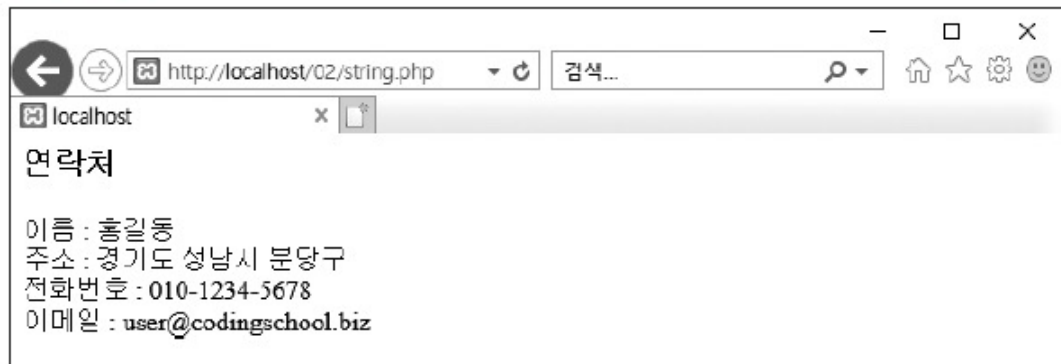 http://localhost/02/string.php
검색...
localhost
연락처
이름 : 홍길동
주소 : 경기도 성남시 분당구
전화번호 : 010-1234-5678
이메일 : user@codingschool.biz